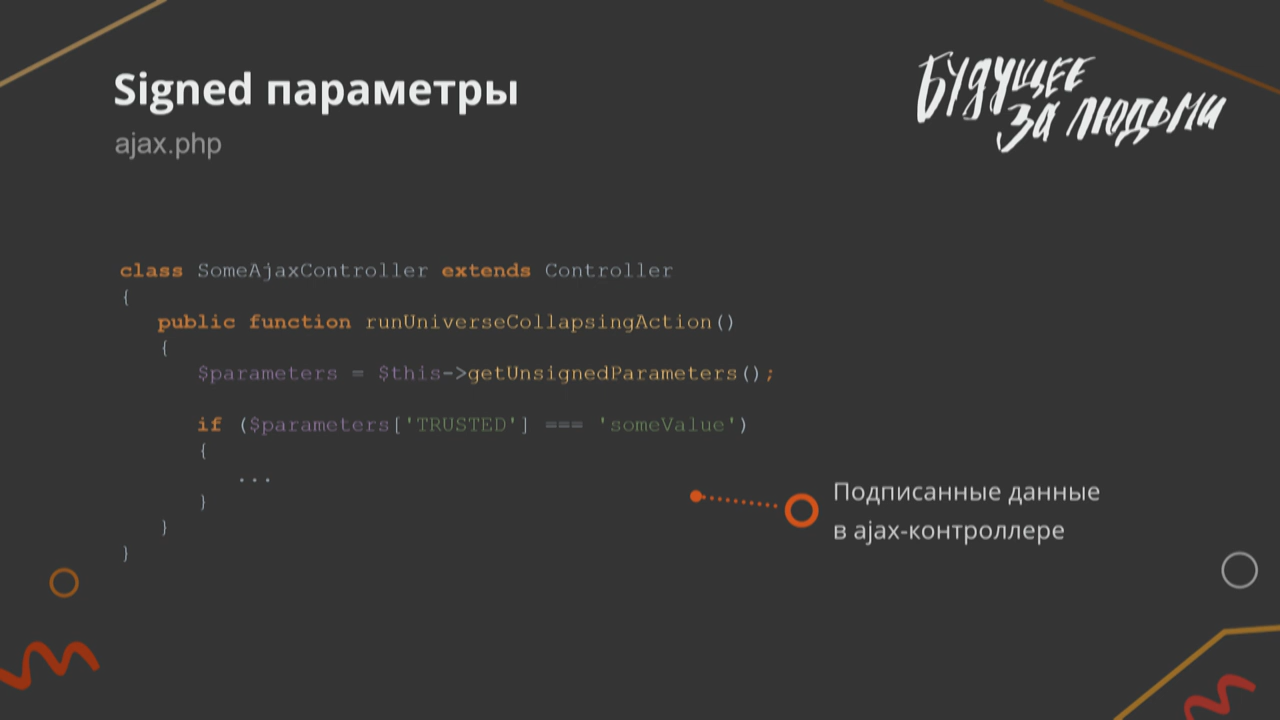 Signed параметры
ajax.php
БУДУЩЕЕ
ЗА ЛЮДЬМИ
class SomeAjaxController extends Controller
{
public function runUniverseCollapsingAction()
{
$parameters = $this->getUnsignedParameters();
if ($parameters['TRUSTED'] === 'someValue')
{
...
}
}
}
Подписанные данные
в ajax-контроллере